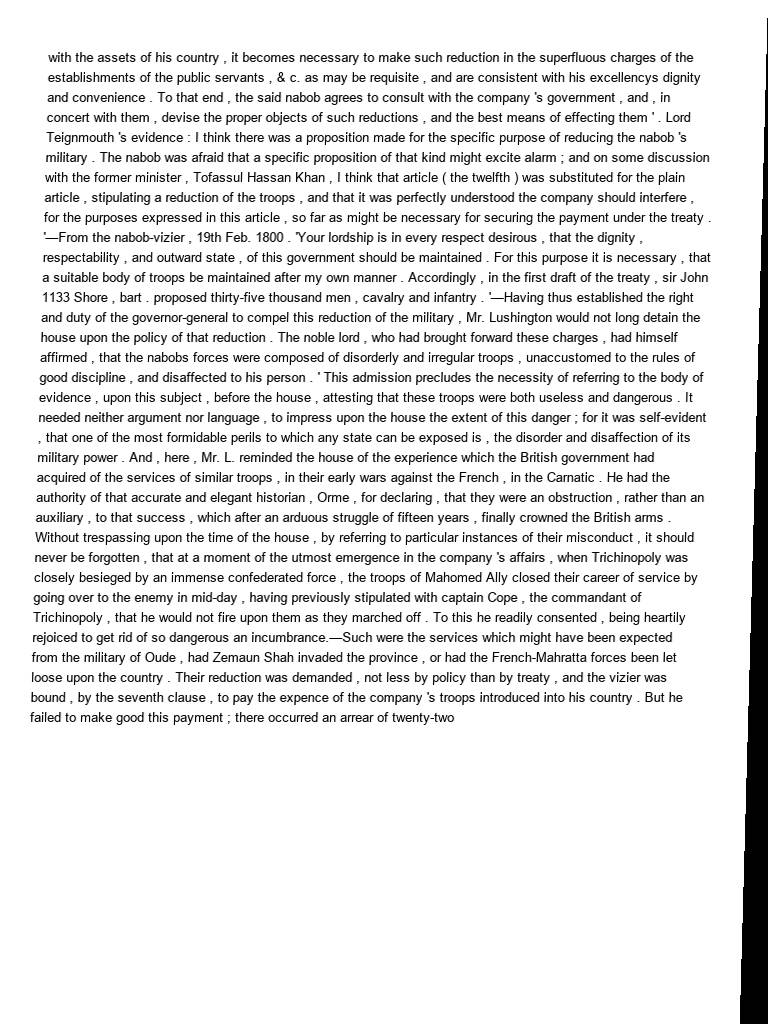 with the assets of his country , it becomes necessary to make such reduction in the superfluous charges of the
establishments of the public servants , & c. as may be requisite , and are consistent with his excellencys dignity
and convenience . To that end , the said nabob agrees to consult with the company 's government , and , in
concert with them , devise the proper objects of such reductions , and the best means of effecting them ' . Lord
Teignmouth 's evidence : I think there was a proposition made for the specific purpose of reducing the nabob 's
military . The nabob was afraid that a specific proposition of that kind might excite alarm ; and on some discussion
with the former minister , Tofassul Hassan Khan , I think that article ( the twelfth ) was substituted for the plain
article , stipulating a reduction of the troops , and that it was perfectly understood the company should interfere ,
for the purposes expressed in this article , so far as might be necessary for securing the payment under the treaty .
'—From the nabob-vizier , 19th Feb. 1800 . 'Your lordship is in every respect desirous , that the dignity ,
respectability , and outward state , of this government should be maintained . For this purpose it is necessary , that
a suitable body of troops be maintained after my own manner . Accordingly , in the first draft of the treaty , sir John
1133 Shore , bart . proposed thirty-five thousand men , cavalry and infantry . '—Having thus established the right
and duty of the governor-general to compel this reduction of the military , Mr. Lushington would not long detain the
house upon the policy of that reduction . The noble lord , who had brought forward these charges , had himself
affirmed , that the nabobs forces were composed of disorderly and irregular troops , unaccustomed to the rules of
good discipline , and disaffected to his person . ' This admission precludes the necessity of referring to the body of
evidence , upon this subject , before the house , attesting that these troops were both useless and dangerous . It
needed neither argument nor language , to impress upon the house the extent of this danger ; for it was self-evident
, that one of the most formidable perils to which any state can be exposed is , the disorder and disaffection of its
military power . And , here , Mr. L. reminded the house of the experience which the British government had
acquired of the services of similar troops , in their early wars against the French , in the Carnatic . He had the
authority of that accurate and elegant historian , Orme , for declaring , that they were an obstruction , rather than an
auxiliary , to that success , which after an arduous struggle of fifteen years , finally crowned the British arms .
Without trespassing upon the time of the house , by referring to particular instances of their misconduct , it should
never be forgotten , that at a moment of the utmost emergence in the company 's affairs , when Trichinopoly was
closely besieged by an immense confederated force , the troops of Mahomed Ally closed their career of service by
going over to the enemy in mid-day , having previously stipulated with captain Cope , the commandant of
Trichinopoly , that he would not fire upon them as they marched off . To this he readily consented , being heartily
rejoiced to get rid of so dangerous an incumbrance.—Such were the services which might have been expected
from the military of Oude , had Zemaun Shah invaded the province , or had the French-Mahratta forces been let
loose upon the country . Their reduction was demanded , not less by policy than by treaty , and the vizier was
bound , by the seventh clause , to pay the expence of the company 's troops introduced into his country . But he
failed to make good this payment ; there occurred an arrear of twenty-two